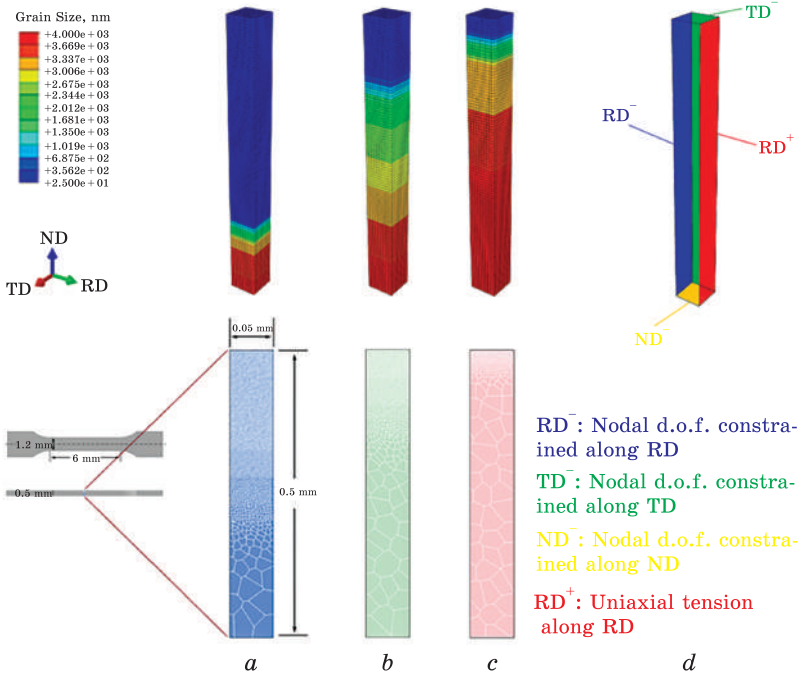 Grain Size, nm
+4.000e+03
+3.669e+03
+3.337e+03
+3.006e+03
+2.675e+03
+2.344e+03
+2.012e+03
+1.681e+03
+1.350e+03
+1.019e+03
+6.875e+02
+3.562e+02
+2.500e+01
ND
TD
RD
TD⁻
RD⁻
RD⁺
ND⁻
0.05 mm
1.2 mm
6 mm
0.5 mm
0.5 mm
RD⁻: Nodal d.o.f. constra-
ined along RD
TD⁻: Nodal d.o.f. constra-
ined along TD
ND⁻: Nodal d.o.f. constra-
ined along ND
RD⁺: Uniaxial tension
along RD
a
b
c
d